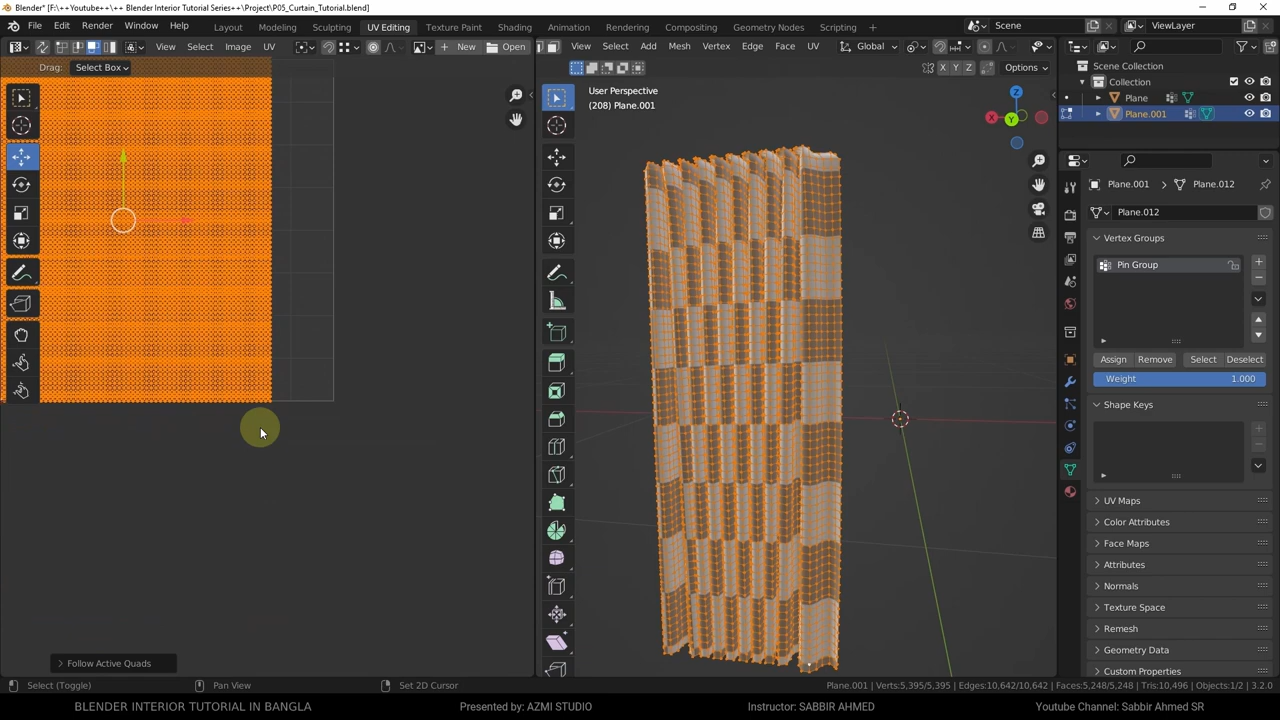 Blender* [F:\++Youtube++\++ Blender Interior Tutorial Series++\Project\P05_Curtain_Tutorial.blend]
File Edit Render Window Help Layout Modeling Sculpting UV Editing Texture Paint Shading Animation Rendering Compositing Geometry Nodes Scripting + Scene ViewLayer
View Select Image UV New Open View Select Add Mesh Vertex Edge Face UV Global
Drag: Select Box X Y Z Options
User Perspective
(208) Plane.001
Scene Collection
Collection
Plane
Plane.001
Z
X
Y
Plane.001 > Plane.012
Plane.012
Vertex Groups
Pin Group
Assign Remove Select Deselect
Weight 1.000
Shape Keys
UV Maps
Color Attributes
Face Maps
Attributes
Normals
Texture Space
Remesh
Geometry Data
Custom Properties
Follow Active Quads
Select (Toggle) Pan View Set 2D Cursor Plane.001 | Verts:5,395/5,395 | Edges:10,642/10,642 | Faces:5,248/5,248 | Tris:10,496 | Objects:1/2 | 3.2.0
BLENDER INTERIOR TUTORIAL IN BANGLA Presented by: AZMI STUDIO Instructor: SABBIR AHMED Youtube Channel: Sabbir Ahmed SR